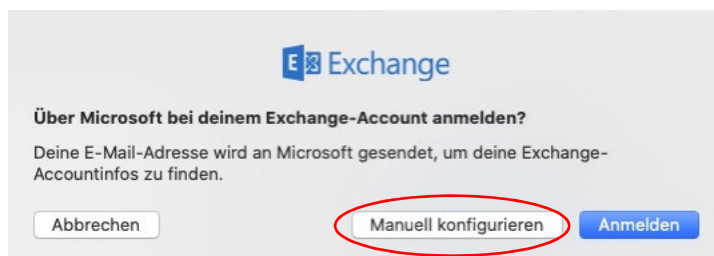 E Exchange
Über Microsoft bei deinem Exchange-Account anmelden?
Deine E-Mail-Adresse wird an Microsoft gesendet, um deine Exchange-
Accountinfos zu finden.
Abbrechen Manuell konfigurieren Anmelden